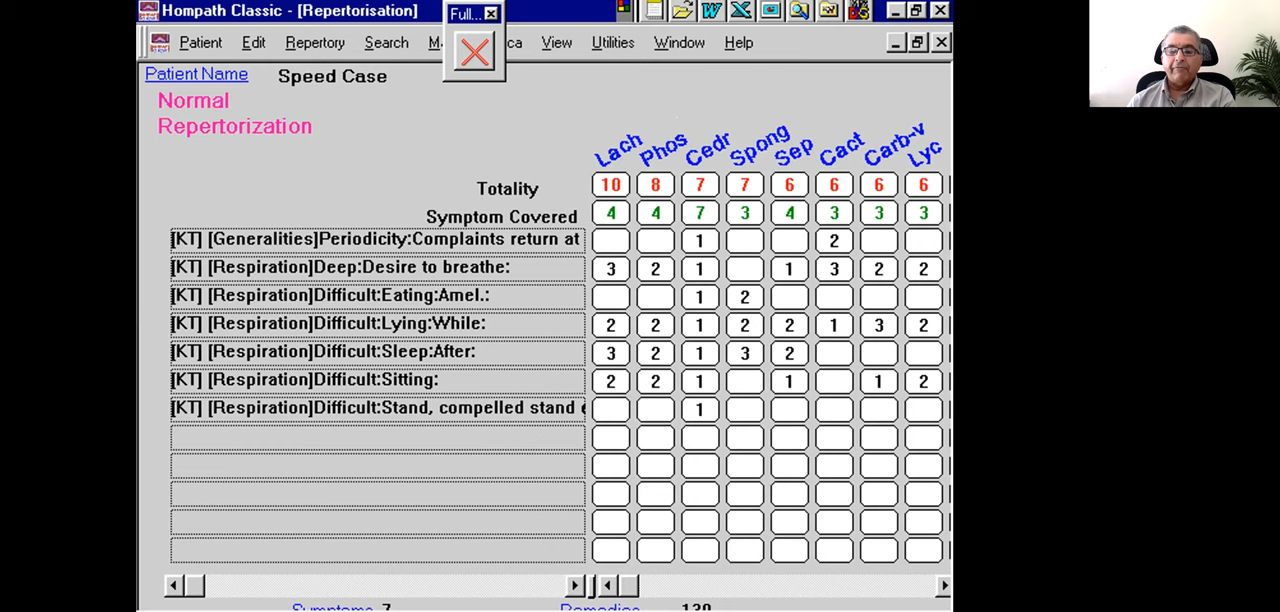 Hompath Classic - [Repertorisation]
Full...
Patient Edit Repertory Search M ca View Utilities Window Help
Patient Name Speed Case
Normal
Repertorization
Lach Phos Cedr Spong Sep Cact Carb-v Lyc
Totality 10 8 7 7 6 6 6 6
Symptom Covered 4 4 7 3 4 3 3 3
[KT] [Generalities]Periodicity:Complaints return at 1 2
[KT] [Respiration]Deep:Desire to breathe: 3 2 1 1 3 2 2
[KT] [Respiration]Difficult:Eating:Amel.: 1 2
[KT] [Respiration]Difficult:Lying:While: 2 2 1 2 2 1 3 2
[KT] [Respiration]Difficult:Sleep:After: 3 2 1 3 2
[KT] [Respiration]Difficult:Sitting: 2 2 1 1 1 2
[KT] [Respiration]Difficult:Stand, compelled stand 1
Symptoms 7 Remedies 130